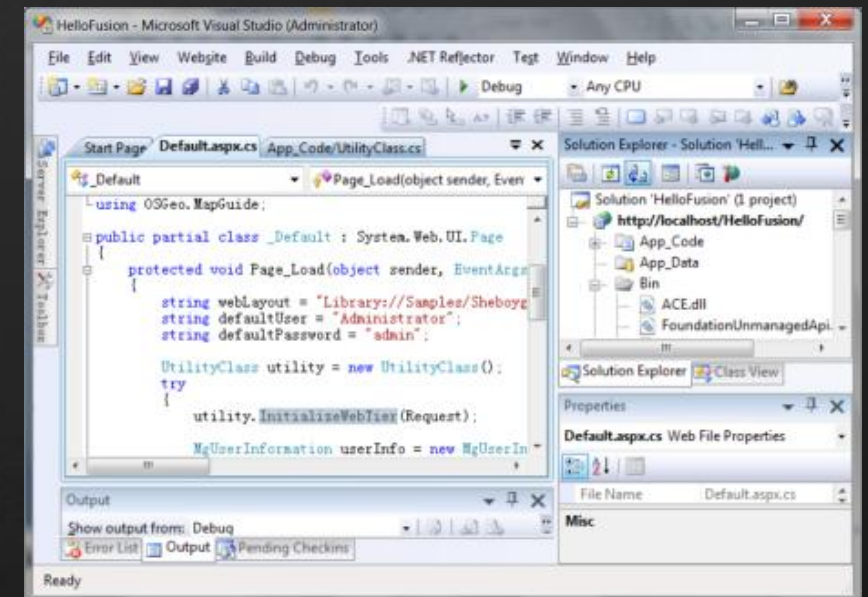 HelloFusion - Microsoft Visual Studio (Administrator)
File Edit View Website Build Debug Tools .NET Reflector Test Window Help
Debug Any CPU
Start Page Default.aspx.cs App_Code/UtilityClass.cs
_Default Page_Load(object sender, Even
using OSGeo.MapGuide;
public partial class _Default : System.Web.UI.Page
{
protected void Page_Load(object sender, EventArgs
{
string webLayout = "Library://Samples/Sheboyg
string defaultUser = "Administrator";
string defaultPassword = "admin";
UtilityClass utility = new UtilityClass();
try
{
utility.InitializeWebTier(Request);
MgUserInformation userInfo = new MgUserIn
Server Explorer
Toolbox
Output
Show output from: Debug
Error List Output Pending Checkins
Ready
Solution Explorer - Solution 'Hell...
Solution 'HelloFusion' (1 project)
http://localhost/HelloFusion/
App_Code
App_Data
Bin
ACE.dll
FoundationUnmanagedApi.
Solution Explorer Class View
Properties
Default.aspx.cs Web File Properties
File Name Default.aspx.cs
Misc